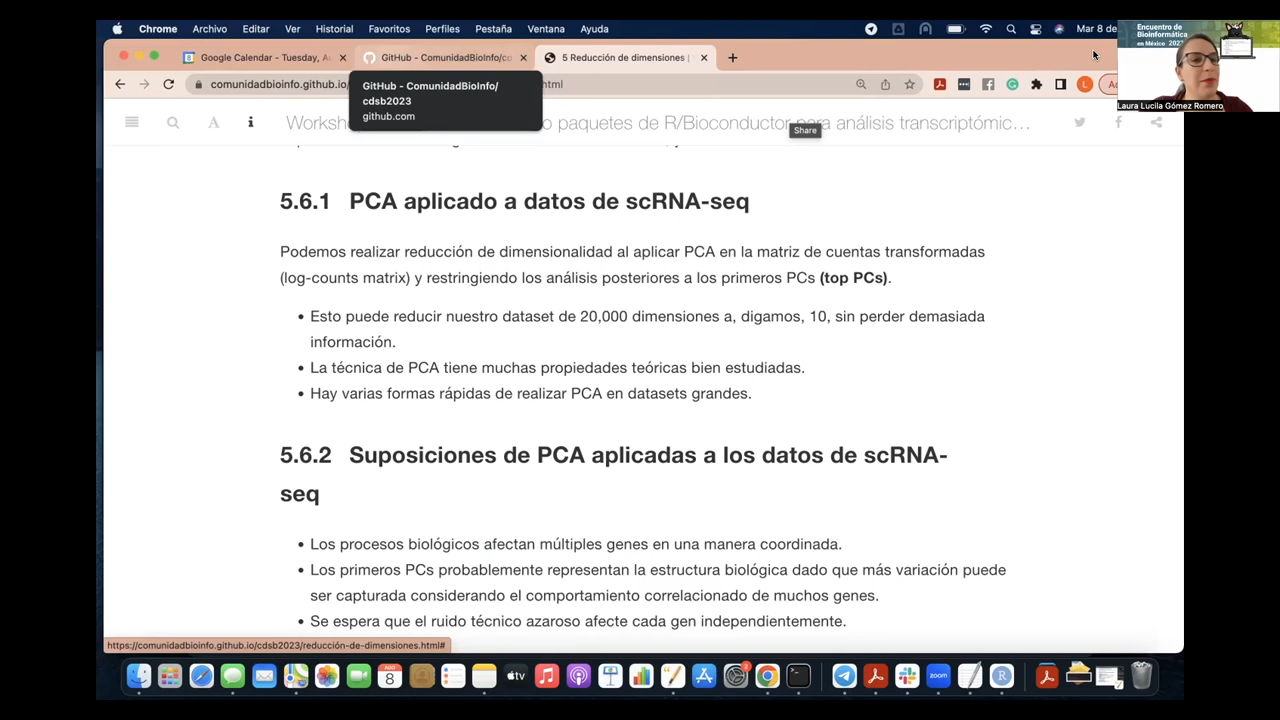 Chrome Archivo Editar Ver Historial Favoritos Perfiles Pestaña Ventana Ayuda Mar 8 de
Encuentro de
Bioinformática
en México 202
Google Calendar - Tuesday, A
GitHub - ComunidadBioInfo/c
5 Reducción de dimensiones
comunidadbioinfo.github.io/
html
GitHub - ComunidadBioInfo/
cdsb2023
github.com
Laura Lucila Gómez Romero
Worksh
o paquetes de R/Bioconductor para análisis transcriptómic…
Share
5.6.1 PCA aplicado a datos de scRNA-seq
Podemos realizar reducción de dimensionalidad al aplicar PCA en la matriz de cuentas transformadas
(log-counts matrix) y restringiendo los análisis posteriores a los primeros PCs (top PCs).
• Esto puede reducir nuestro dataset de 20,000 dimensiones a, digamos, 10, sin perder demasiada
información.
• La técnica de PCA tiene muchas propiedades teóricas bien estudiadas.
• Hay varias formas rápidas de realizar PCA en datasets grandes.
5.6.2 Suposiciones de PCA aplicadas a los datos de scRNA-
seq
• Los procesos biológicos afectan múltiples genes en una manera coordinada.
• Los primeros PCs probablemente representan la estructura biológica dado que más variación puede
ser capturada considerando el comportamiento correlacionado de muchos genes.
• Se espera que el ruido técnico azaroso afecte cada gen independientemente.
https://comunidadbioinfo.github.io/cdsb2023/reducción-de-dimensiones.html#
AGO
8
tv
zoom
R